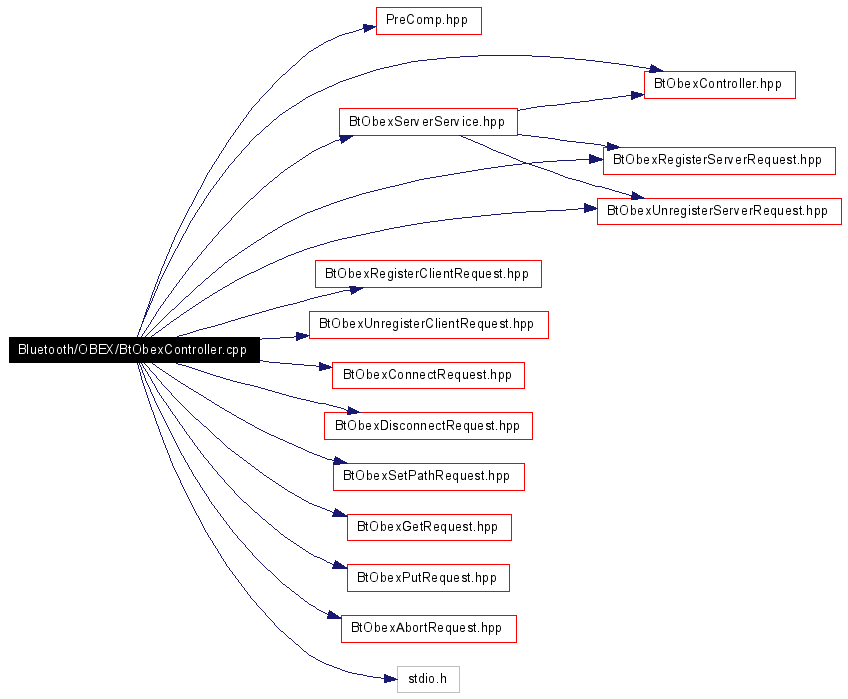 PreComp.hpp
BtObexController.hpp
BtObexServerService.hpp
BtObexRegisterServerRequest.hpp
BtObexUnregisterServerRequest.hpp
BtObexRegisterClientRequest.hpp
BtObexUnregisterClientRequest.hpp
Bluetooth/OBEX/BtObexController.cpp
BtObexConnectRequest.hpp
BtObexDisconnectRequest.hpp
BtObexSetPathRequest.hpp
BtObexGetRequest.hpp
BtObexPutRequest.hpp
BtObexAbortRequest.hpp
stdio.h